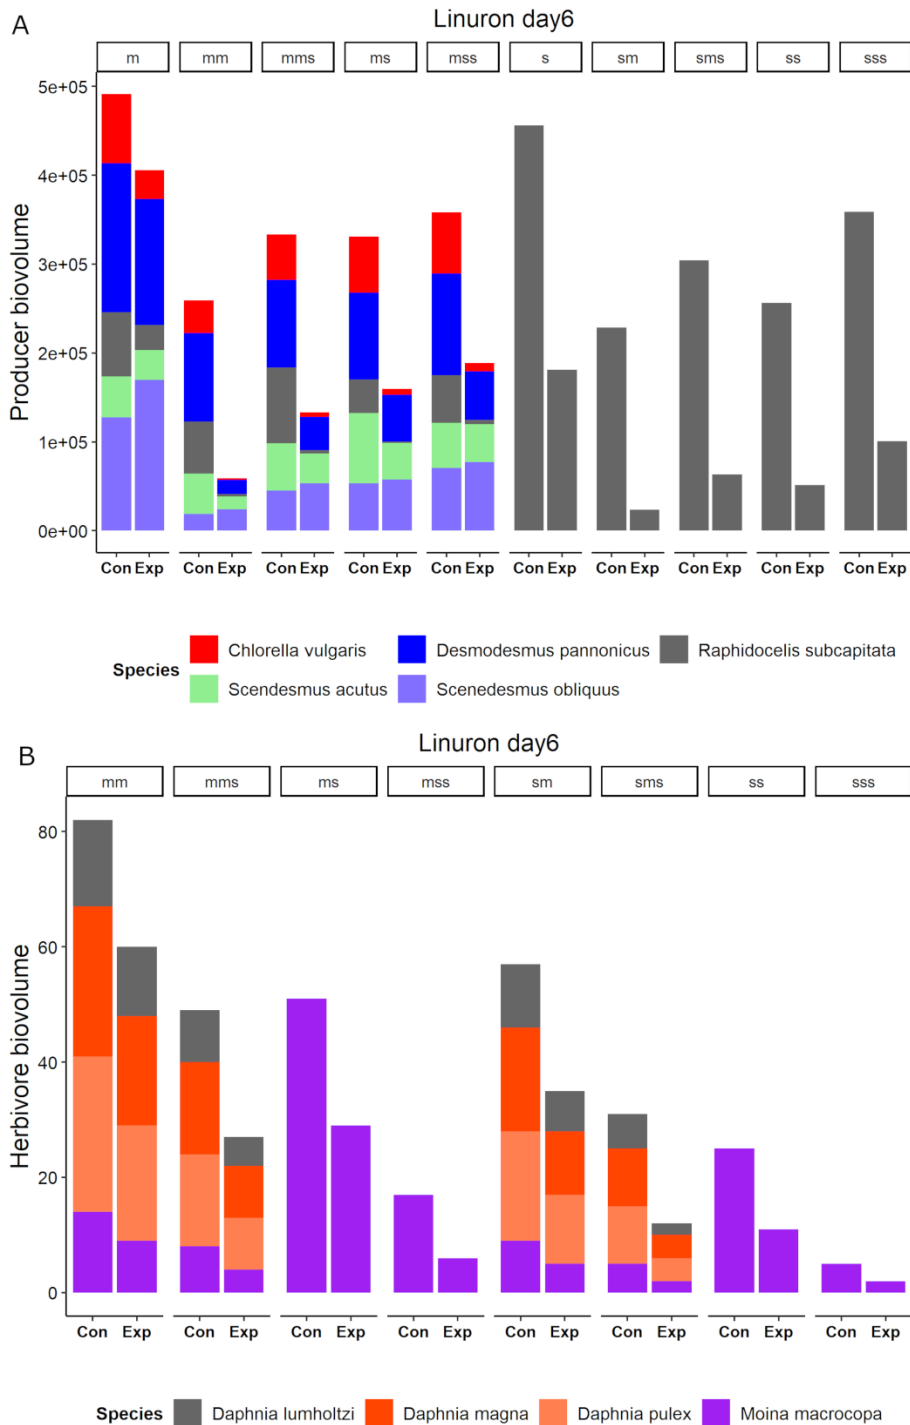 A
Linuron day6
m mm mms ms mss s sm sms ss sss
5e+05
4e+05
3e+05
2e+05
1e+05
0e+00
Producer biovolume
Con Exp Con Exp Con Exp Con Exp Con Exp Con Exp Con Exp Con Exp Con Exp Con Exp
Species
Chlorella vulgaris Desmodesmus pannonicus Raphidocelis subcapitata
Scendesmus acutus Scenedesmus obliquus
B
Linuron day6
mm mms ms mss sm sms ss sss
80
60
40
20
0
Herbivore biovolume
Con Exp Con Exp Con Exp Con Exp Con Exp Con Exp Con Exp Con Exp
Species Daphnia lumholtzi Daphnia magna Daphnia pulex Moina macrocopa